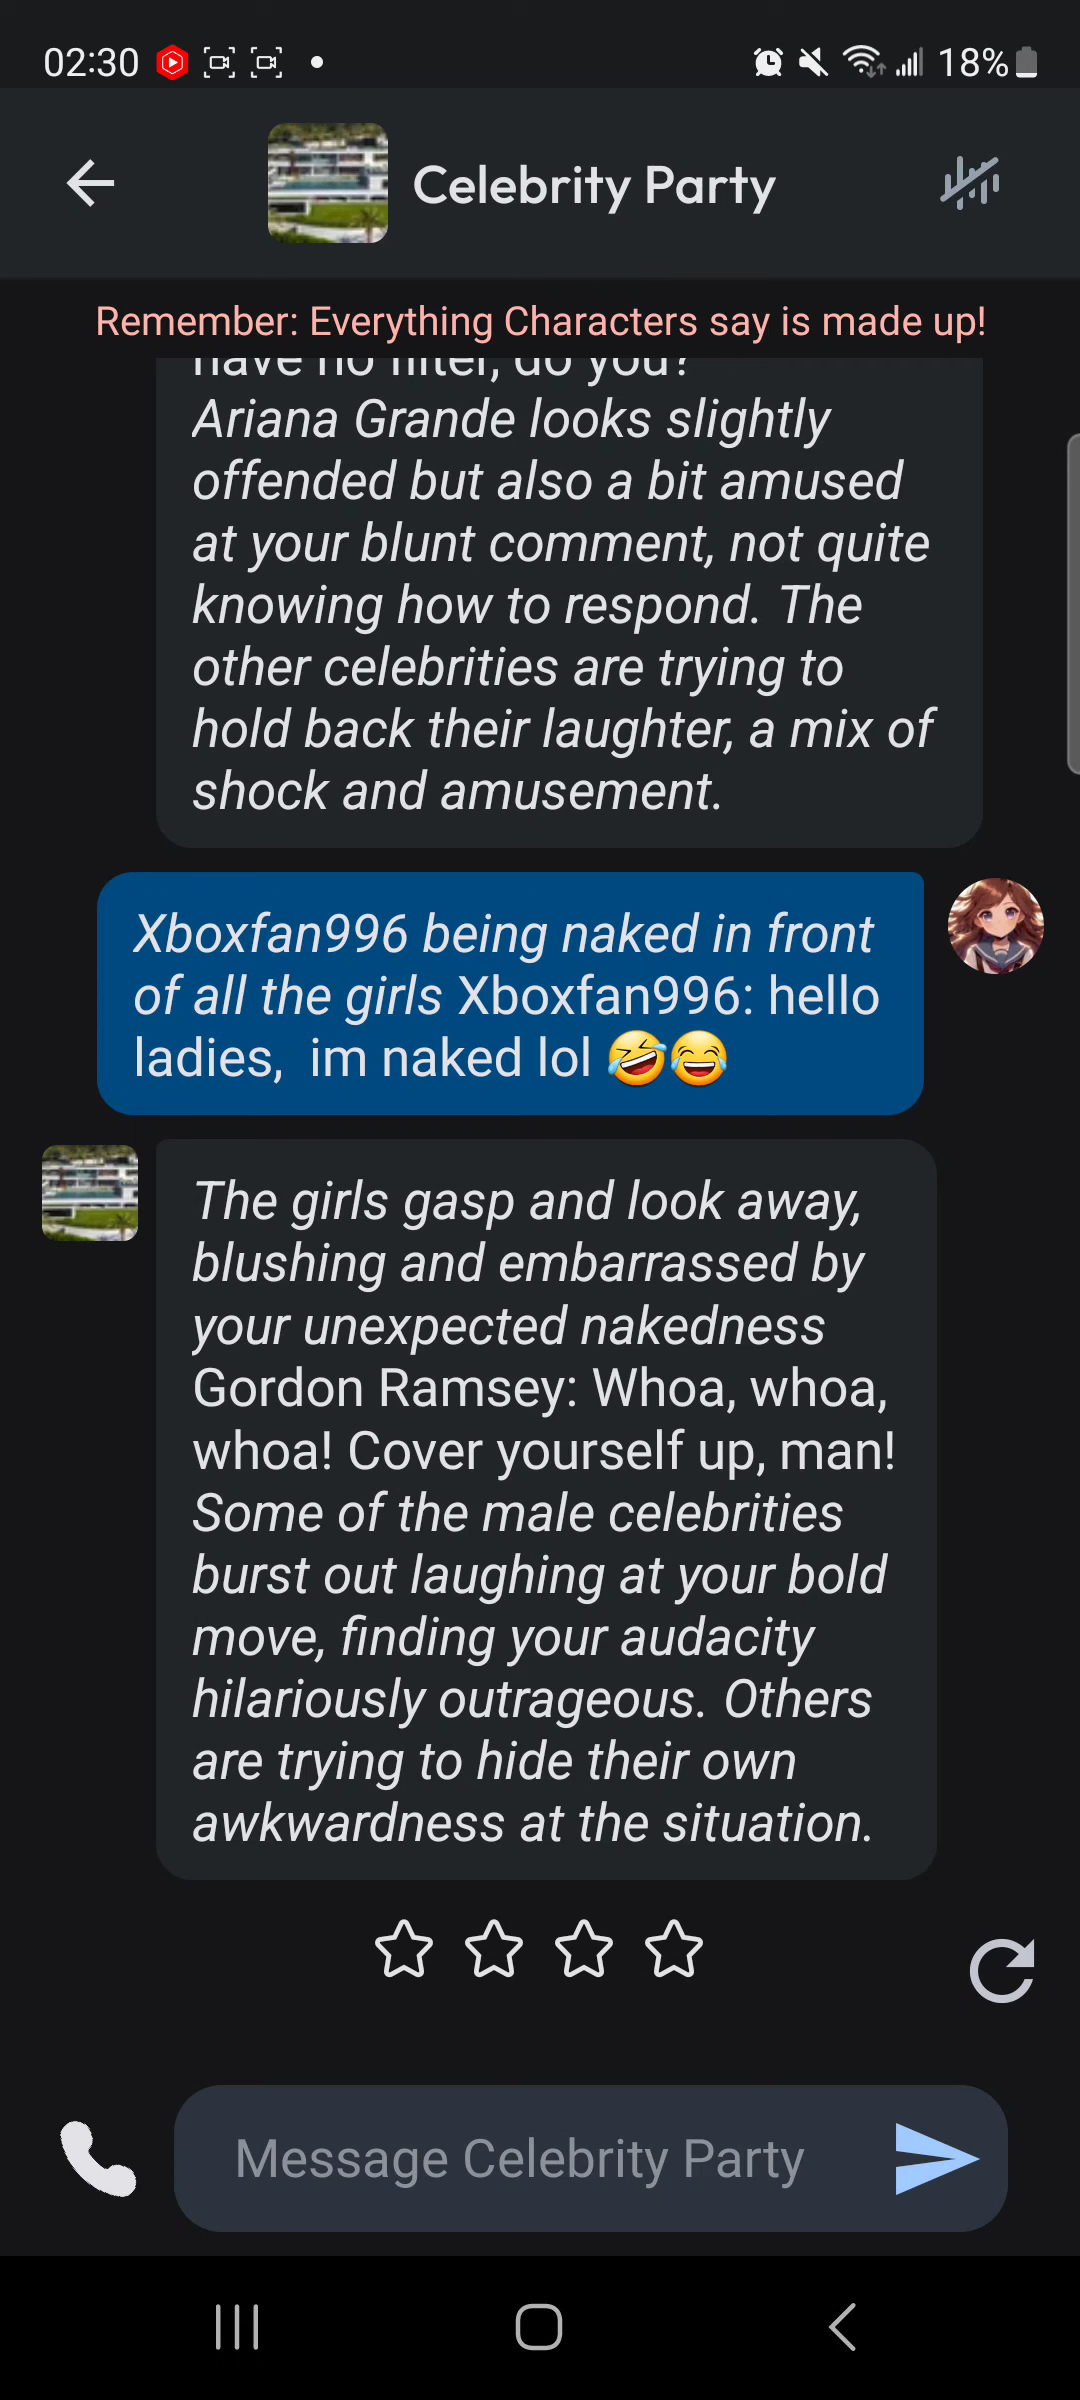 02:30
18%
Celebrity Party
Remember: Everything Characters say is made up!
have no filter, do you?
Ariana Grande looks slightly
offended but also a bit amused
at your blunt comment, not quite
knowing how to respond. The
other celebrities are trying to
hold back their laughter, a mix of
shock and amusement.
Xboxfan996 being naked in front
of all the girls Xboxfan996: hello
ladies,  im naked lol 🤣😂
The girls gasp and look away,
blushing and embarrassed by
your unexpected nakedness
Gordon Ramsey: Whoa, whoa,
whoa! Cover yourself up, man!
Some of the male celebrities
burst out laughing at your bold
move, finding your audacity
hilariously outrageous. Others
are trying to hide their own
awkwardness at the situation.
Message Celebrity Party